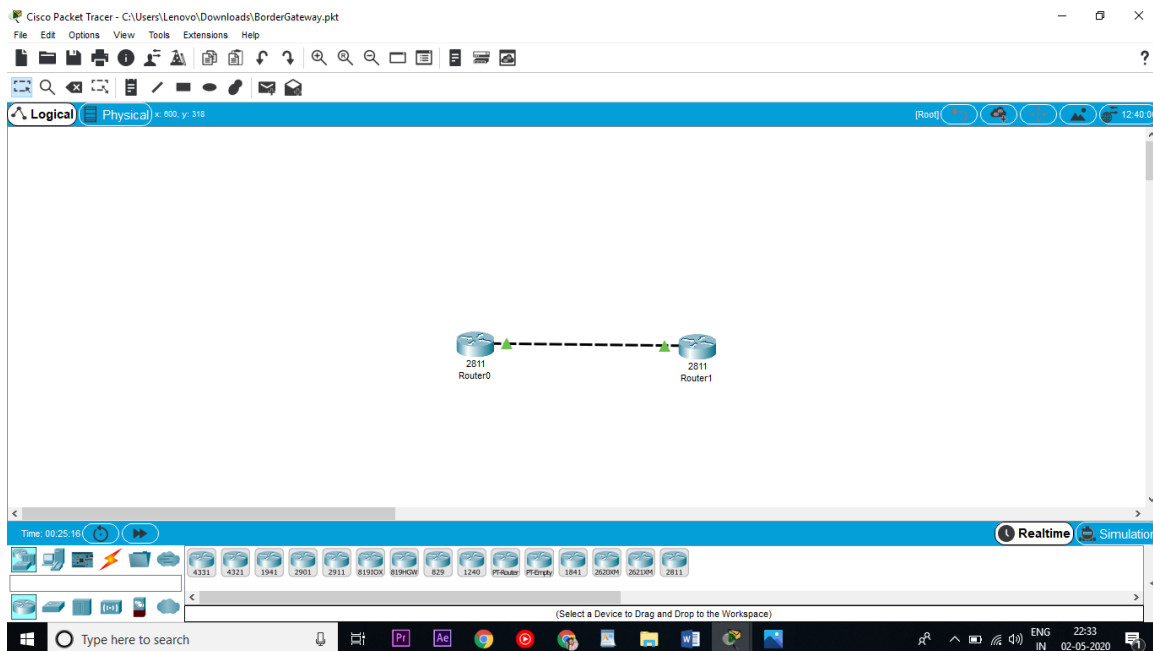 Cisco Packet Tracer - C:\Users\Lenovo\Downloads\BorderGateway.pkt
File Edit Options View Tools Extensions Help
?
Logical Physical x: 600, y: 318 [Root] 12:40:00
2811
Router0
2811
Router1
Time: 00:25:16 Realtime Simulation
4331 4321 1941 2901 2911 819IOX 819HGW 829 1240 PT-Router PT-Empty 1841 2620XM 2621XM 2811
(Select a Device to Drag and Drop to the Workspace)
Type here to search Pr Ae ENG 22:33
IN 02-05-2020